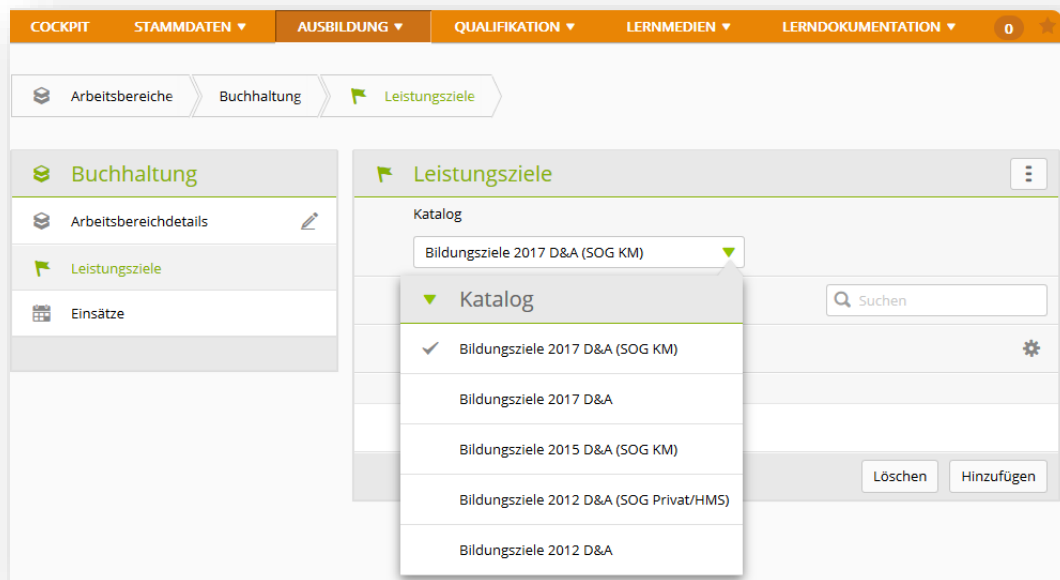 COCKPIT STAMMDATEN AUSBILDUNG QUALIFIKATION LERNMEDIEN LERNDOKUMENTATION 0
Arbeitsbereiche Buchhaltung Leistungsziele
Buchhaltung
Arbeitsbereichdetails
Leistungsziele
Einsätze
Leistungsziele
Katalog
Bildungsziele 2017 D&A (SOG KM)
Suchen
Katalog
Bildungsziele 2017 D&A (SOG KM)
Bildungsziele 2017 D&A
Bildungsziele 2015 D&A (SOG KM)
Bildungsziele 2012 D&A (SOG Privat/HMS)
Bildungsziele 2012 D&A
Löschen Hinzufügen